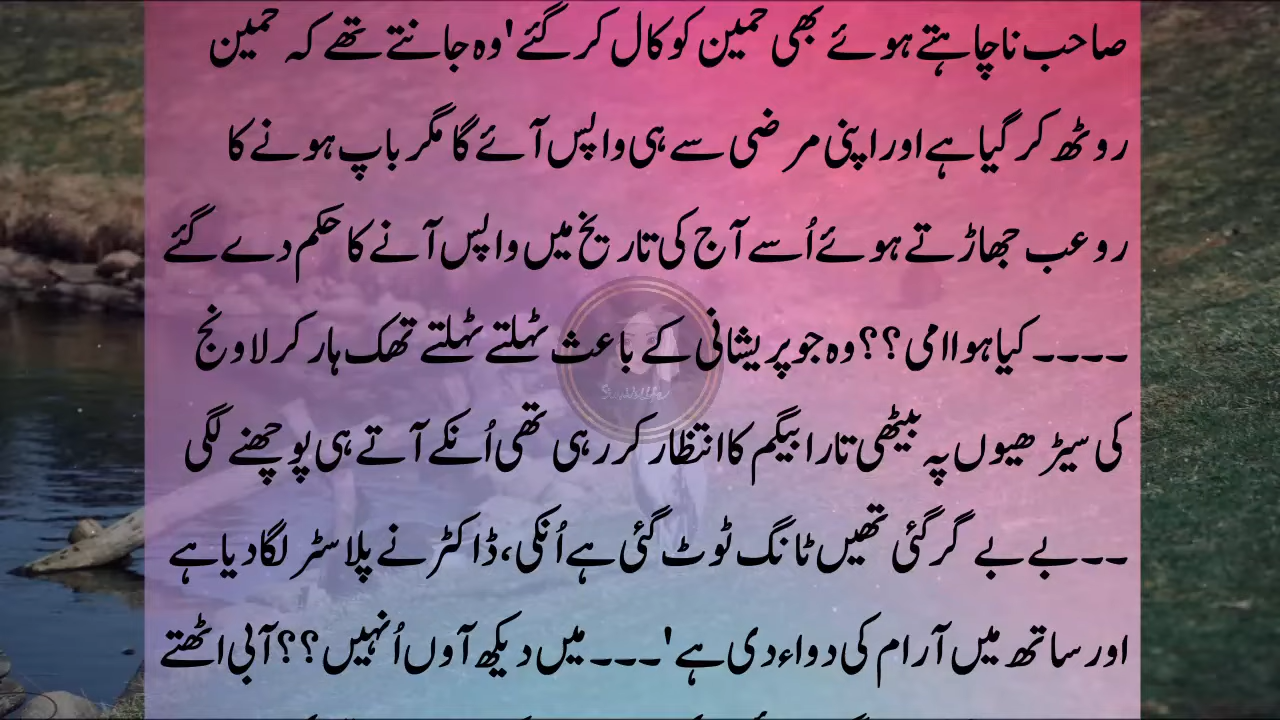 صاحب ناچاہتے ہوئے بھی حمین کو کال کر گئے'وہ جانتے تھے کہ حمین
روٹھ کر گیا ہے اور اپنی مرضی سے ہی واپس آئے گا مگر باپ ہونے کا
روعب جھاڑتے ہوئے اُسے آج کی تاریخ میں واپس آنے کا حکم دے گئے
۔۔۔۔ کیا ہوا امی؟؟ وہ جو پریشانی کے باعث ٹہلتے ٹہلتے تھک ہار کر لاونج
کی سیڑھیوں پہ بیٹھی تارا بیگم کا انتظار کر رہی تھی اُنکے آتے ہی پوچھنے لگی
۔۔بے بے گر گئی تھیں ٹانگ ٹوٹ گئی ہے اُنکی، ڈاکٹر نے پلاسٹر لگا دیا ہے
اور ساتھ میں آرام کی دواء دی ہے'۔۔۔ میں دیکھ آوں اُنہیں؟؟ آبی اٹھتے